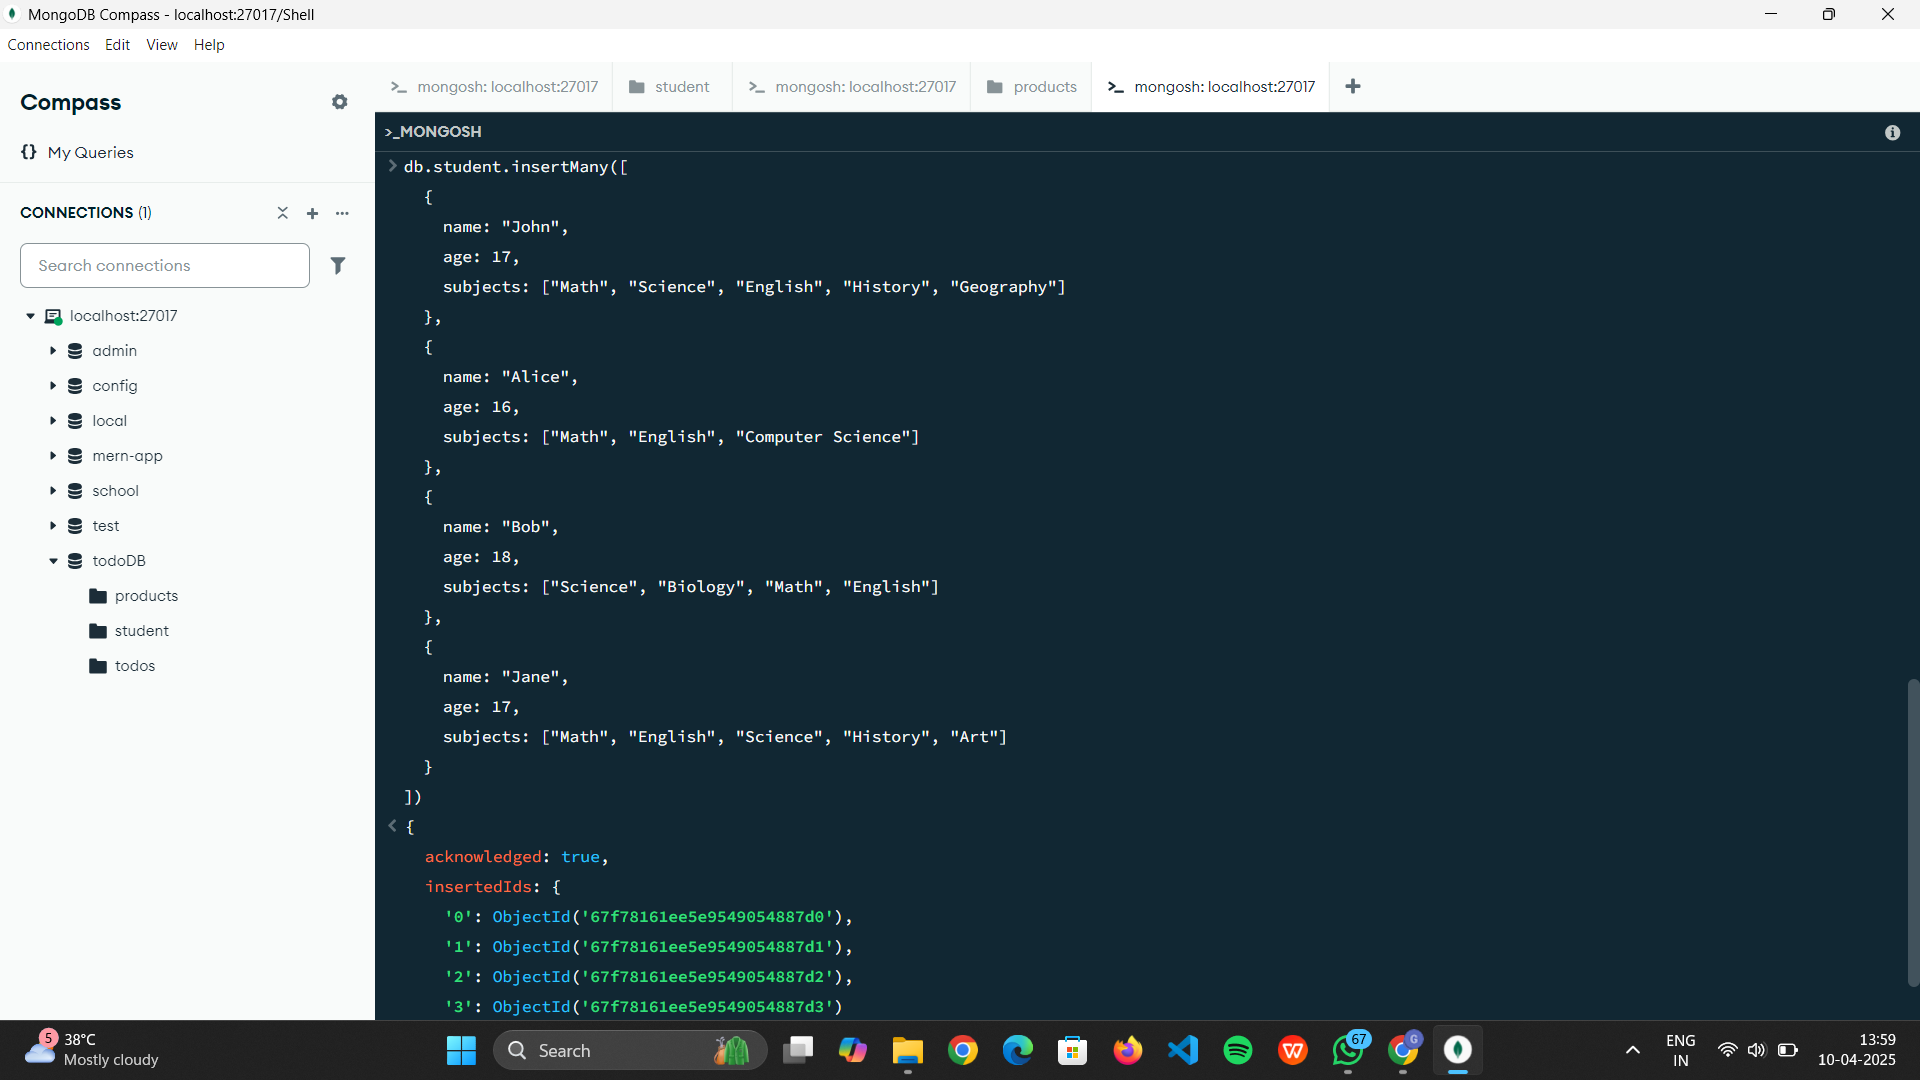 MongoDB Compass - localhost:27017/Shell
Connections Edit View Help
Compass
{} My Queries
CONNECTIONS (1)
Search connections
localhost:27017
admin
config
local
mern-app
school
test
todoDB
products
student
todos
>_ mongosh: localhost:27017
student
>_ mongosh: localhost:27017
products
>_ mongosh: localhost:27017
>_MONGOSH
> db.student.insertMany([
{
name: "John",
age: 17,
subjects: ["Math", "Science", "English", "History", "Geography"]
},
{
name: "Alice",
age: 16,
subjects: ["Math", "English", "Computer Science"]
},
{
name: "Bob",
age: 18,
subjects: ["Science", "Biology", "Math", "English"]
},
{
name: "Jane",
age: 17,
subjects: ["Math", "English", "Science", "History", "Art"]
}
])
< {
acknowledged: true,
insertedIds: {
'0': ObjectId('67f78161ee5e9549054887d0'),
'1': ObjectId('67f78161ee5e9549054887d1'),
'2': ObjectId('67f78161ee5e9549054887d2'),
'3': ObjectId('67f78161ee5e9549054887d3')
5
38°C
Mostly cloudy
Search
67
G
ENG
IN
13:59
10-04-2025